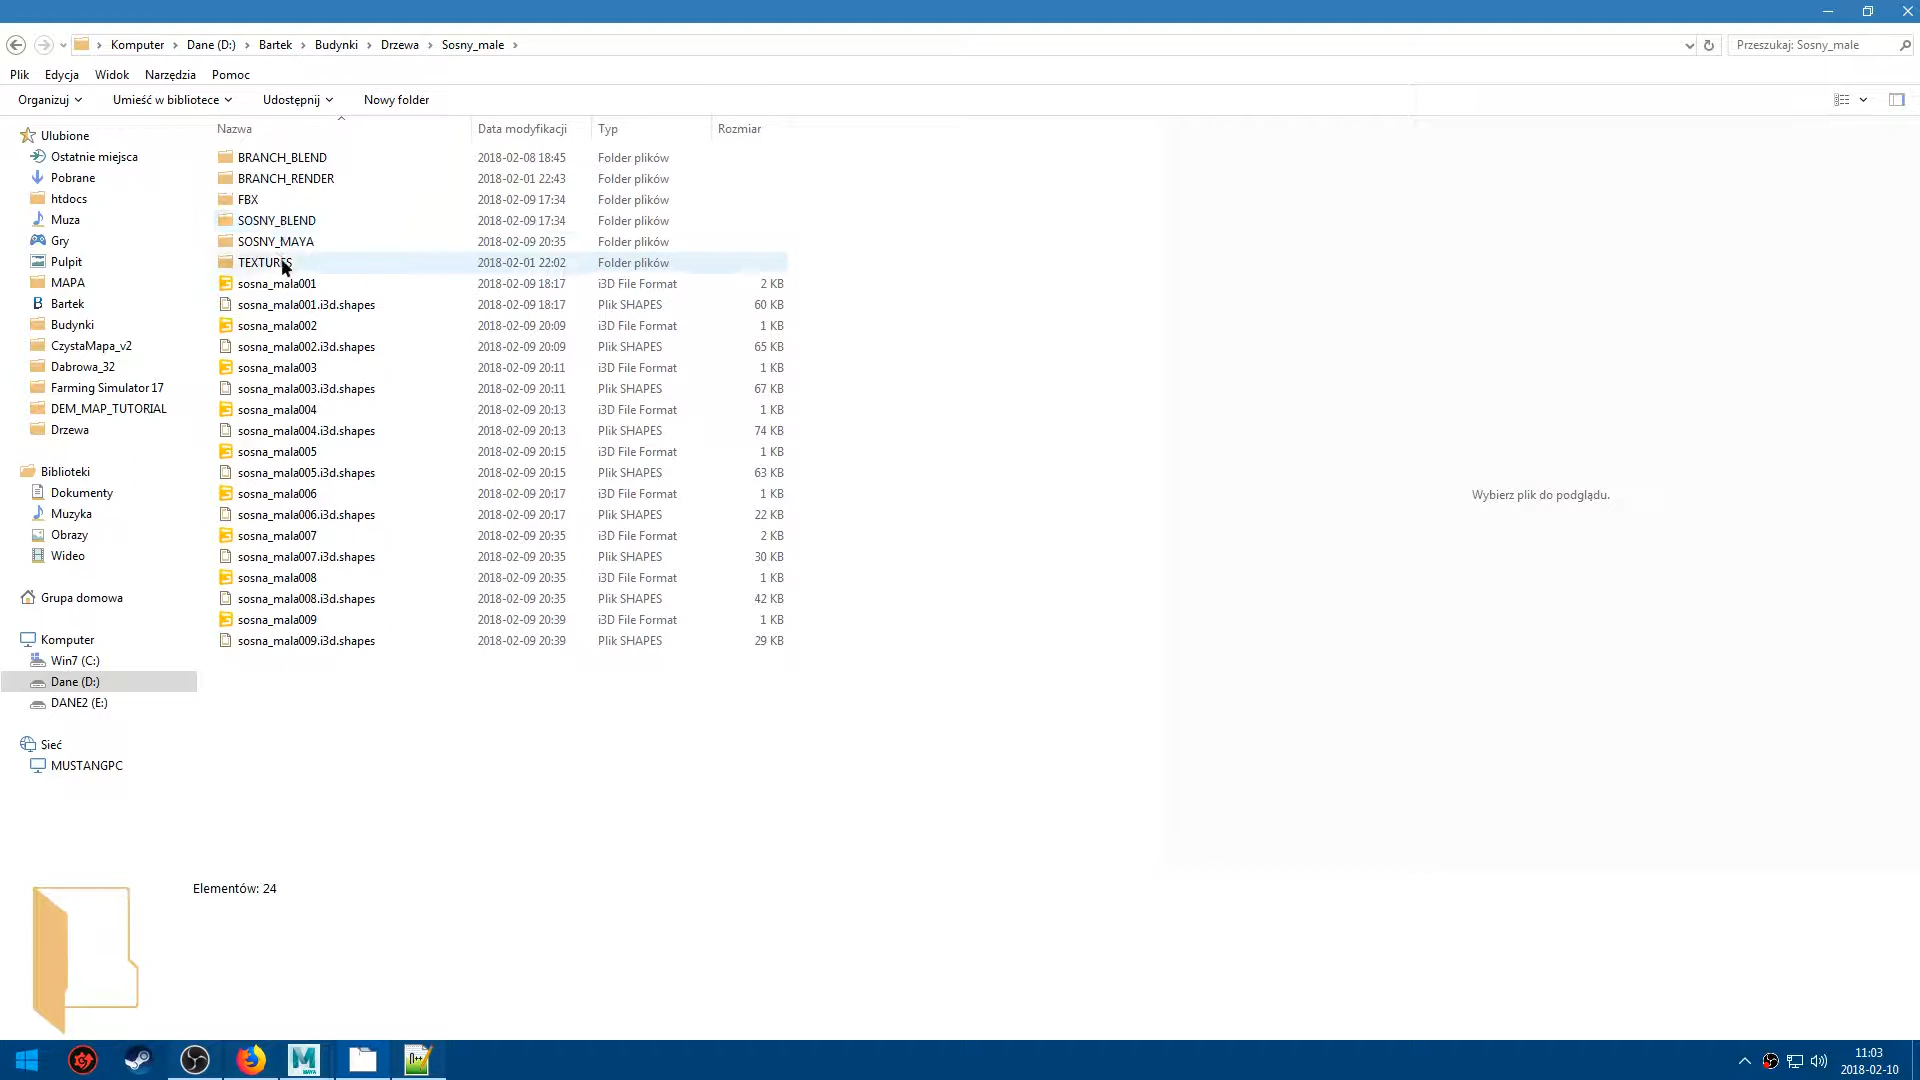 Komputer Dane (D:) Bartek Budynki Drzewa Sosny_male
Przeszukaj: Sosny_male
Plik Edycja Widok Narzędzia Pomoc
Organizuj Umieść w bibliotece Udostępnij Nowy folder
Nazwa Data modyfikacji Typ Rozmiar
Ulubione
Ostatnie miejsca
Pobrane
htdocs
Muza
Gry
Pulpit
MAPA
Bartek
Budynki
CzystaMapa_v2
Dabrowa_32
Farming Simulator 17
DEM_MAP_TUTORIAL
Drzewa
Biblioteki
Dokumenty
Muzyka
Obrazy
Wideo
Grupa domowa
Komputer
Win7 (C:)
Dane (D:)
DANE2 (E:)
Sieć
MUSTANGPC
BRANCH_BLEND 2018-02-08 18:45 Folder plików
BRANCH_RENDER 2018-02-01 22:43 Folder plików
FBX 2018-02-09 17:34 Folder plików
SOSNY_BLEND 2018-02-09 17:34 Folder plików
SOSNY_MAYA 2018-02-09 20:35 Folder plików
TEXTURES 2018-02-01 22:02 Folder plików
sosna_mala001 2018-02-09 18:17 i3D File Format 2 KB
sosna_mala001.i3d.shapes 2018-02-09 18:17 Plik SHAPES 60 KB
sosna_mala002 2018-02-09 20:09 i3D File Format 1 KB
sosna_mala002.i3d.shapes 2018-02-09 20:09 Plik SHAPES 65 KB
sosna_mala003 2018-02-09 20:11 i3D File Format 1 KB
sosna_mala003.i3d.shapes 2018-02-09 20:11 Plik SHAPES 67 KB
sosna_mala004 2018-02-09 20:13 i3D File Format 1 KB
sosna_mala004.i3d.shapes 2018-02-09 20:13 Plik SHAPES 74 KB
sosna_mala005 2018-02-09 20:15 i3D File Format 1 KB
sosna_mala005.i3d.shapes 2018-02-09 20:15 Plik SHAPES 63 KB
sosna_mala006 2018-02-09 20:17 i3D File Format 1 KB
sosna_mala006.i3d.shapes 2018-02-09 20:17 Plik SHAPES 22 KB
sosna_mala007 2018-02-09 20:35 i3D File Format 2 KB
sosna_mala007.i3d.shapes 2018-02-09 20:35 Plik SHAPES 30 KB
sosna_mala008 2018-02-09 20:35 i3D File Format 1 KB
sosna_mala008.i3d.shapes 2018-02-09 20:35 Plik SHAPES 42 KB
sosna_mala009 2018-02-09 20:39 i3D File Format 1 KB
sosna_mala009.i3d.shapes 2018-02-09 20:39 Plik SHAPES 29 KB
Wybierz plik do podglądu.
Elementów: 24
M
MAYA
11:03
2018-02-10